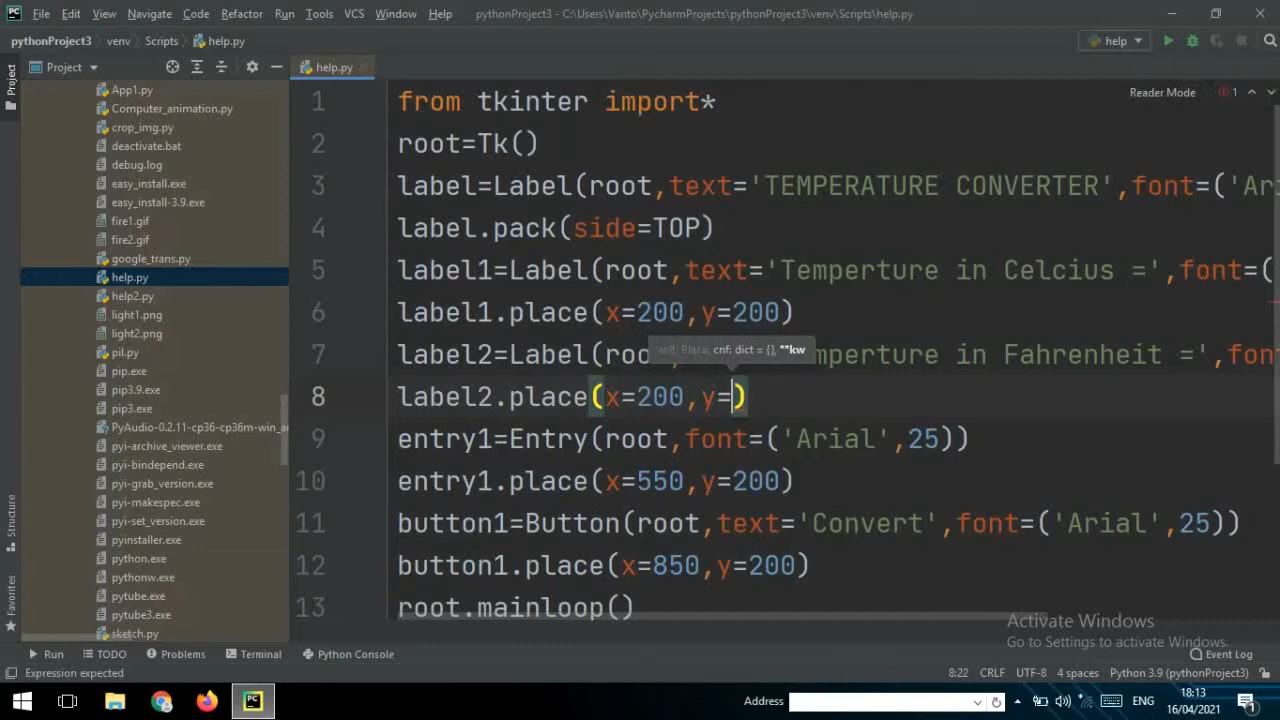 PC File Edit View Navigate Code Refactor Run Tools VCS Window Help pythonProject3 - C:\Users\Vanto\PycharmProjects\pythonProject3\venv\Scripts\help.py
pythonProject3 venv Scripts help.py help
Project
Project
help.py
App1.py
Computer_animation.py
crop_img.py
deactivate.bat
debug.log
easy_install.exe
easy_install-3.9.exe
fire1.gif
fire2.gif
google_trans.py
help.py
help2.py
light1.png
light2.png
pil.py
pip.exe
pip3.9.exe
pip3.exe
PyAudio-0.2.11-cp36-cp36m-win_a
pyi-archive_viewer.exe
pyi-bindepend.exe
pyi-grab_version.exe
pyi-makespec.exe
pyi-set_version.exe
pyinstaller.exe
python.exe
pythonw.exe
pytube.exe
pytube3.exe
sketch.py
Structure
Favorites
Reader Mode 1
1 from tkinter import*
2 root=Tk()
3 label=Label(root,text='TEMPERATURE CONVERTER',font=('Ar
4 label.pack(side=TOP)
5 label1=Label(root,text='Temperture in Celcius =',font=(
6 label1.place(x=200,y=200)
cnf: dict = {}, **kw
7 label2=Label(roo mperture in Fahrenheit =',fon
8 label2.place(x=200,y=)
9 entry1=Entry(root,font=('Arial',25))
10 entry1.place(x=550,y=200)
11 button1=Button(root,text='Convert',font=('Arial',25))
12 button1.place(x=850,y=200)
13 root.mainloop()
Activate Windows
Go to Settings to activate Windows.
Run TODO Problems Terminal Python Console Event Log
Expression expected 8:22 CRLF UTF-8 4 spaces Python 3.9 (pythonProject3)
PC Address ENG 18:13
16/04/2021 1